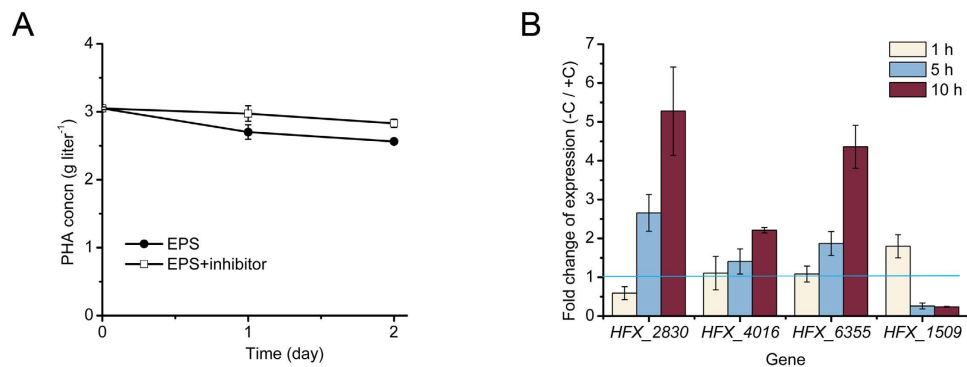 A
PHA concn (g liter⁻¹)
4
3
2
1
0
EPS
EPS+inhibitor
0 1 2
Time (day)
B
Fold change of expression (-C / +C)
7
6
5
4
3
2
1
0
1 h
5 h
10 h
HFX_2830 HFX_4016 HFX_6355 HFX_1509
Gene